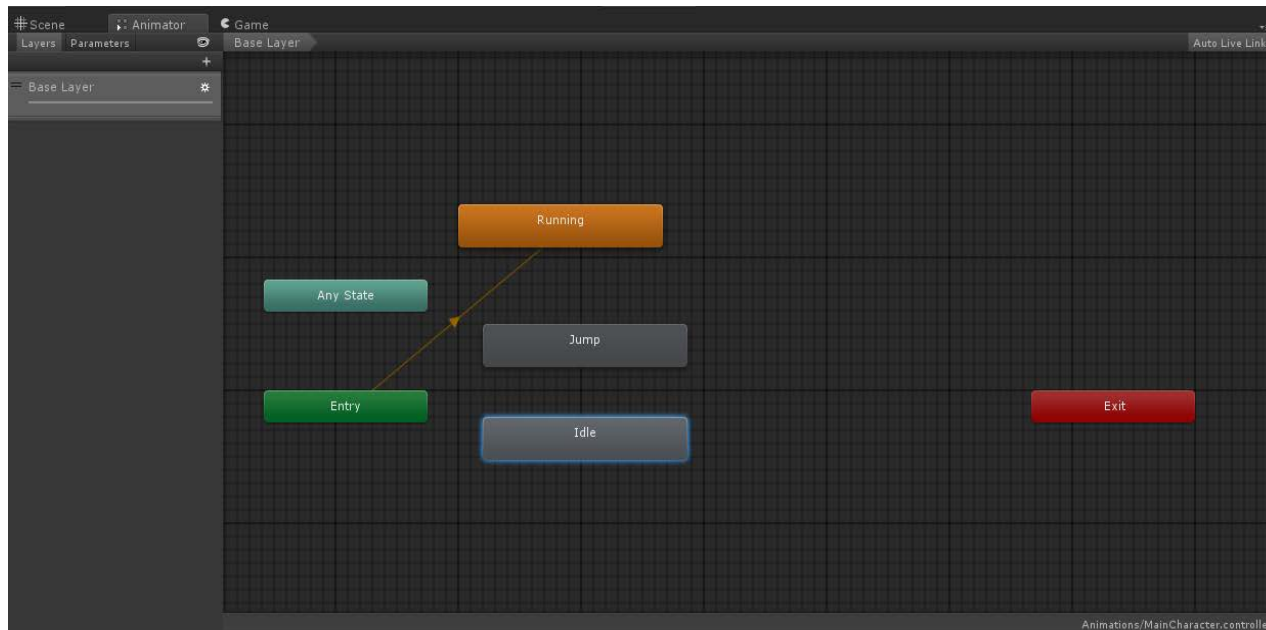 Scene Animator Game
Layers Parameters Base Layer Auto Live Link
+
Base Layer
Running
Any State
Jump
Entry
Exit
Idle
Animations/MainCharacter.controlle